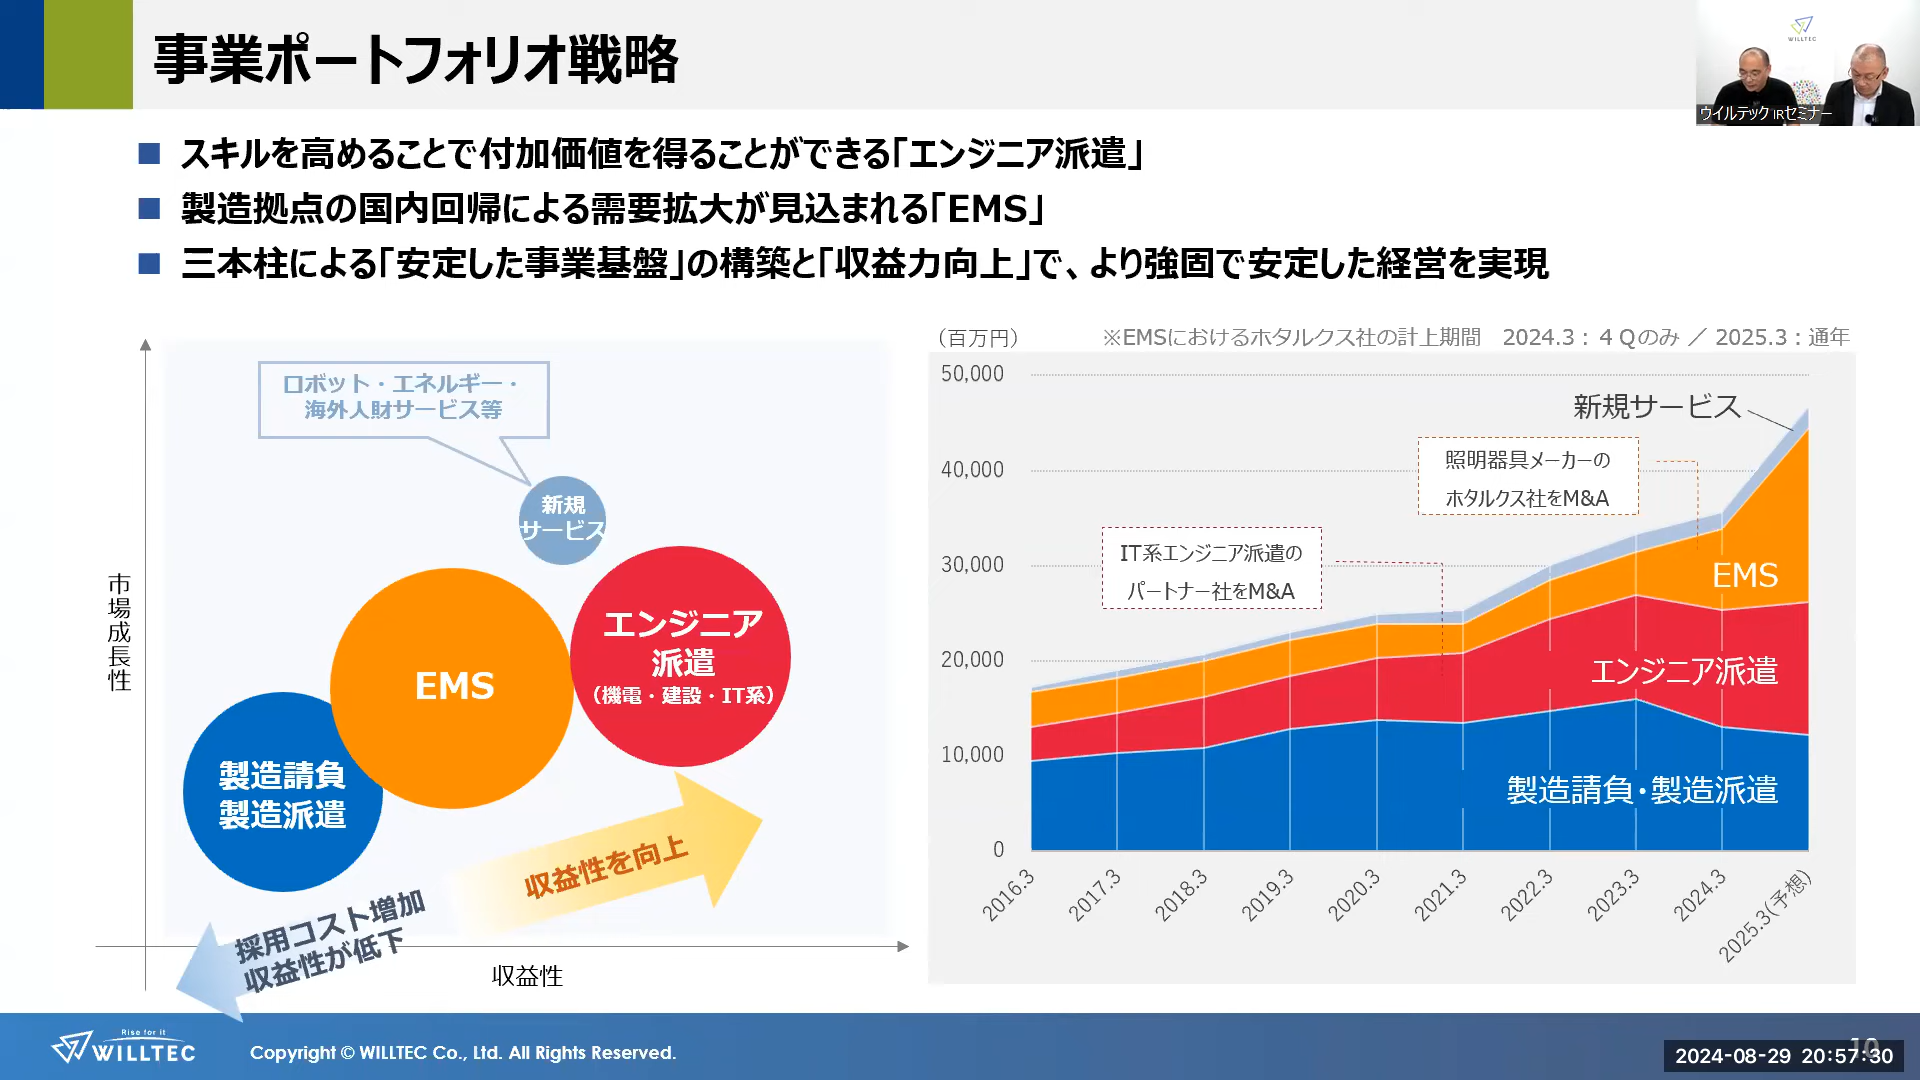 事業ポートフォリオ戦略
WILLTEC
ウイルテック IRセミナー
■ スキルを高めることで付加価値を得ることができる「エンジニア派遣」
■ 製造拠点の国内回帰による需要拡大が見込まれる「EMS」
■ 三本柱による「安定した事業基盤」の構築と「収益力向上」で、より強固で安定した経営を実現
市場成長性
ロボット・エネルギー・
海外人財サービス等
新規
サービス
エンジニア
派遣
（機電・建設・IT系）
EMS
製造請負
製造派遣
収益性を向上
採用コスト増加
収益性が低下
収益性
（百万円）
※EMSにおけるホタルクス社の計上期間　2024.3：４Ｑのみ ／ 2025.3：通年
50,000
40,000
30,000
20,000
10,000
0
新規サービス
照明器具メーカーの
ホタルクス社をM&A
IT系エンジニア派遣の
パートナー社をM&A
EMS
エンジニア派遣
製造請負・製造派遣
2016.3
2017.3
2018.3
2019.3
2020.3
2021.3
2022.3
2023.3
2024.3
2025.3(予想)
Rise for it
WILLTEC
Copyright © WILLTEC Co., Ltd. All Rights Reserved.
10
2024-08-29 20:57:30